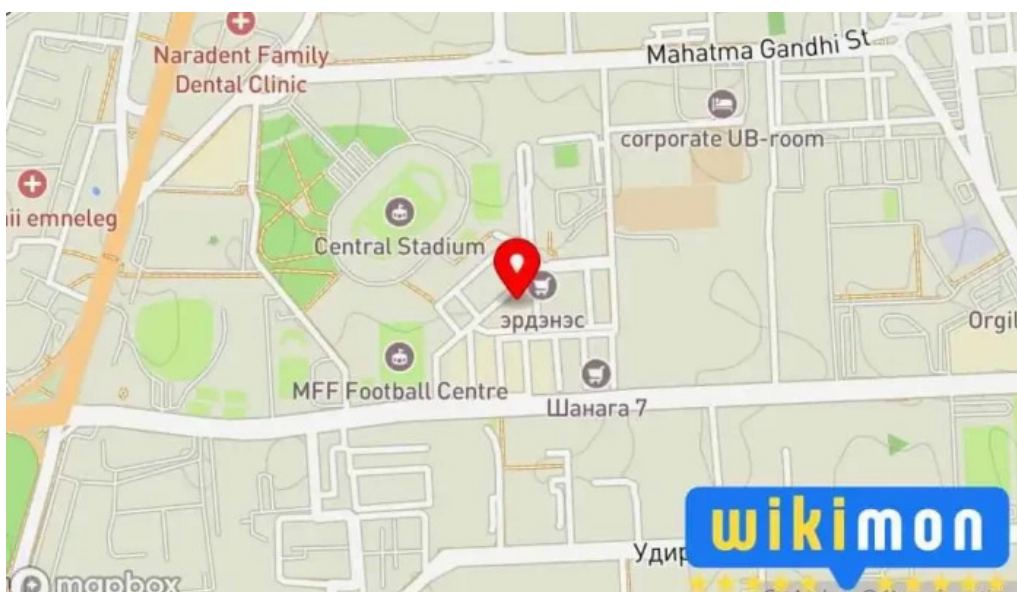 Naradent Family
Dental Clinic
Mahatma Gandhi St
corporate UB-room
ii emneleg
Central Stadium
эрдэнэс
Orgil
MFF Football Centre
Шанага 7
wikimon
Удир
mapbox